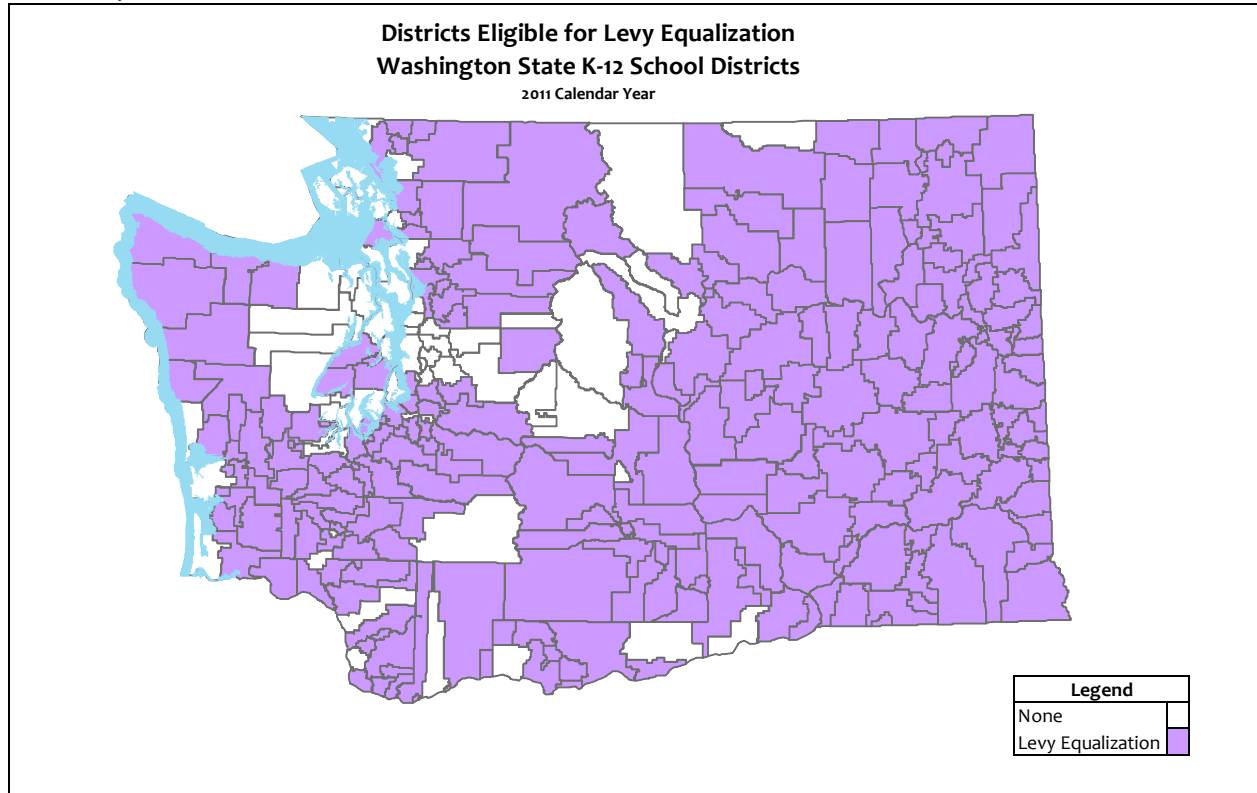 Districts Eligible for Levy Equalization
Washington State K-12 School Districts
2011 Calendar Year
Legend
None
Levy Equalization